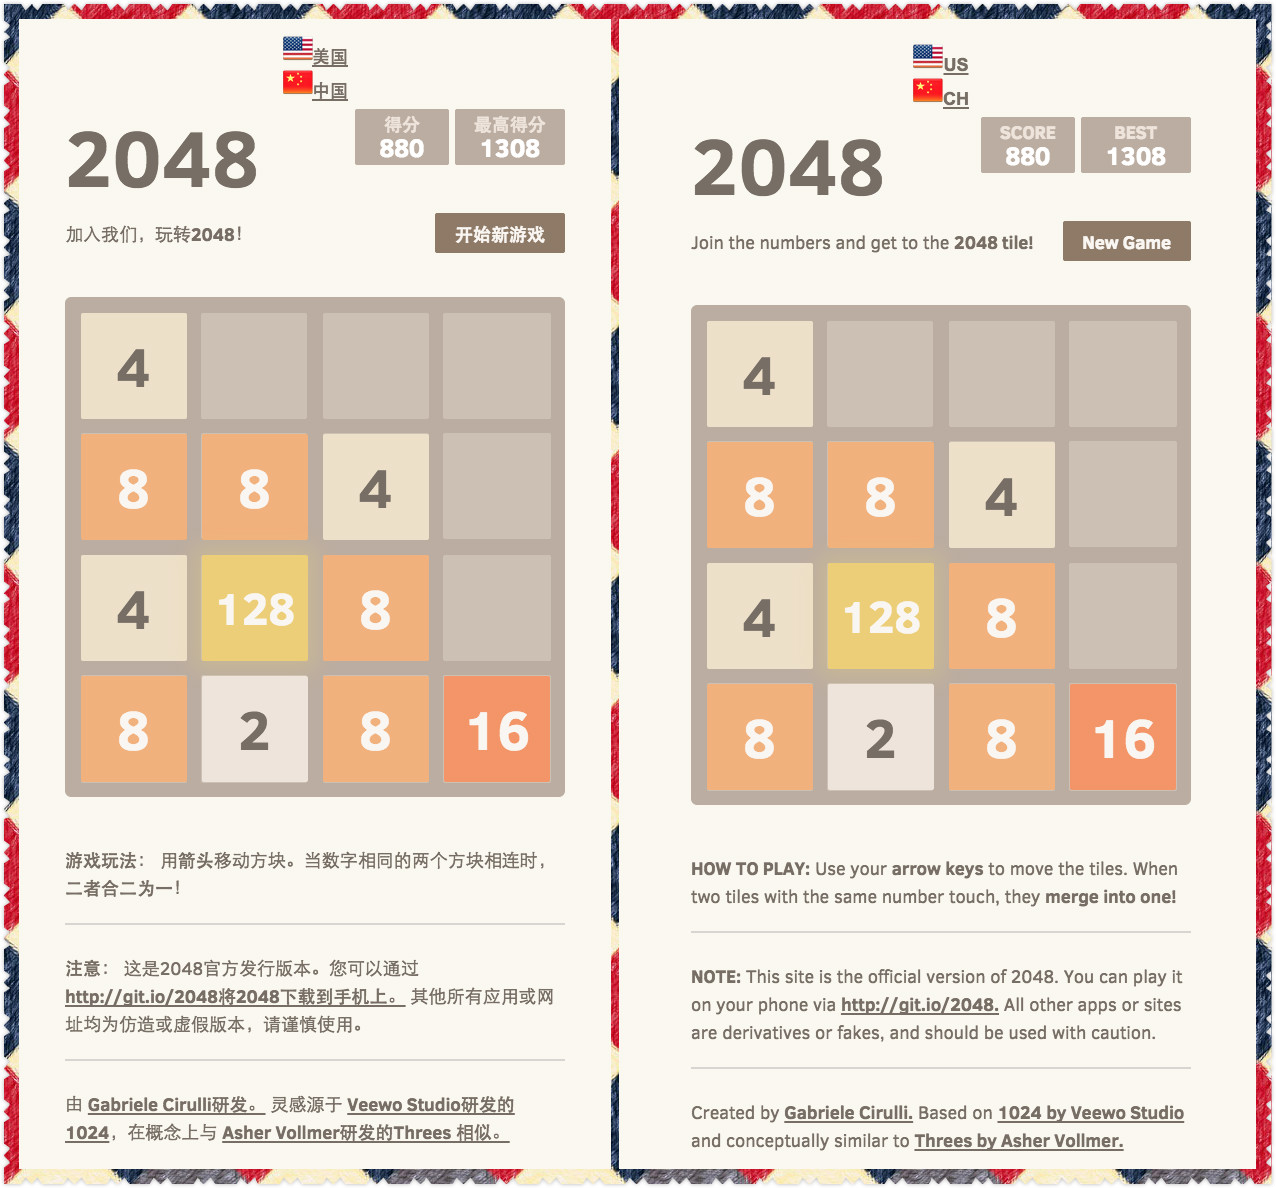 美国
中国
2048
得分
880
最高得分
1308
加入我们，玩转2048！
开始新游戏
4
8 8 4
4 128 8
8 2 8 16
游戏玩法： 用箭头移动方块。当数字相同的两个方块相连时，
二者合二为一！
注意： 这是2048官方发行版本。您可以通过
http://git.io/2048将2048下载到手机上。 其他所有应用或网
址均为仿造或虚假版本，请谨慎使用。
由 Gabriele Cirulli研发。 灵感源于 Veewo Studio研发的
1024，在概念上与 Asher Vollmer研发的Threes 相似。
US
CH
2048
SCORE
880
BEST
1308
Join the numbers and get to the 2048 tile!
New Game
4
8 8 4
4 128 8
8 2 8 16
HOW TO PLAY: Use your arrow keys to move the tiles. When
two tiles with the same number touch, they merge into one!
NOTE: This site is the official version of 2048. You can play it
on your phone via http://git.io/2048. All other apps or sites
are derivatives or fakes, and should be used with caution.
Created by Gabriele Cirulli. Based on 1024 by Veewo Studio
and conceptually similar to Threes by Asher Vollmer.